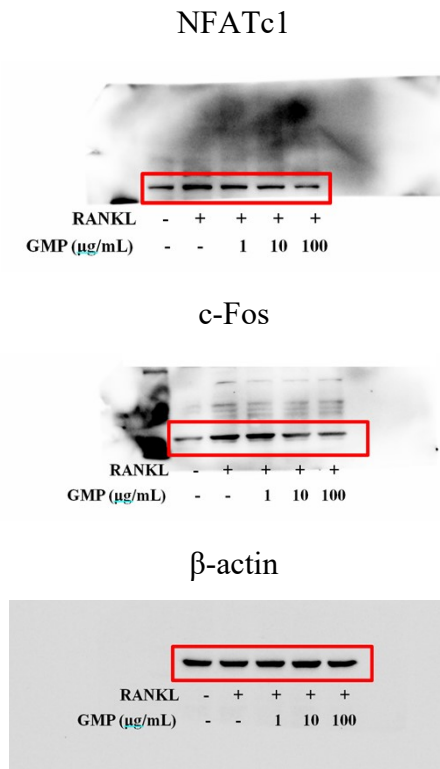 NFATc1
RANKL - + + + +
GMP (µg/mL) - - 1 10 100
c-Fos
RANKL - + + + +
GMP (µg/mL) - - 1 10 100
β-actin
RANKL - + + + +
GMP (µg/mL) - - 1 10 100